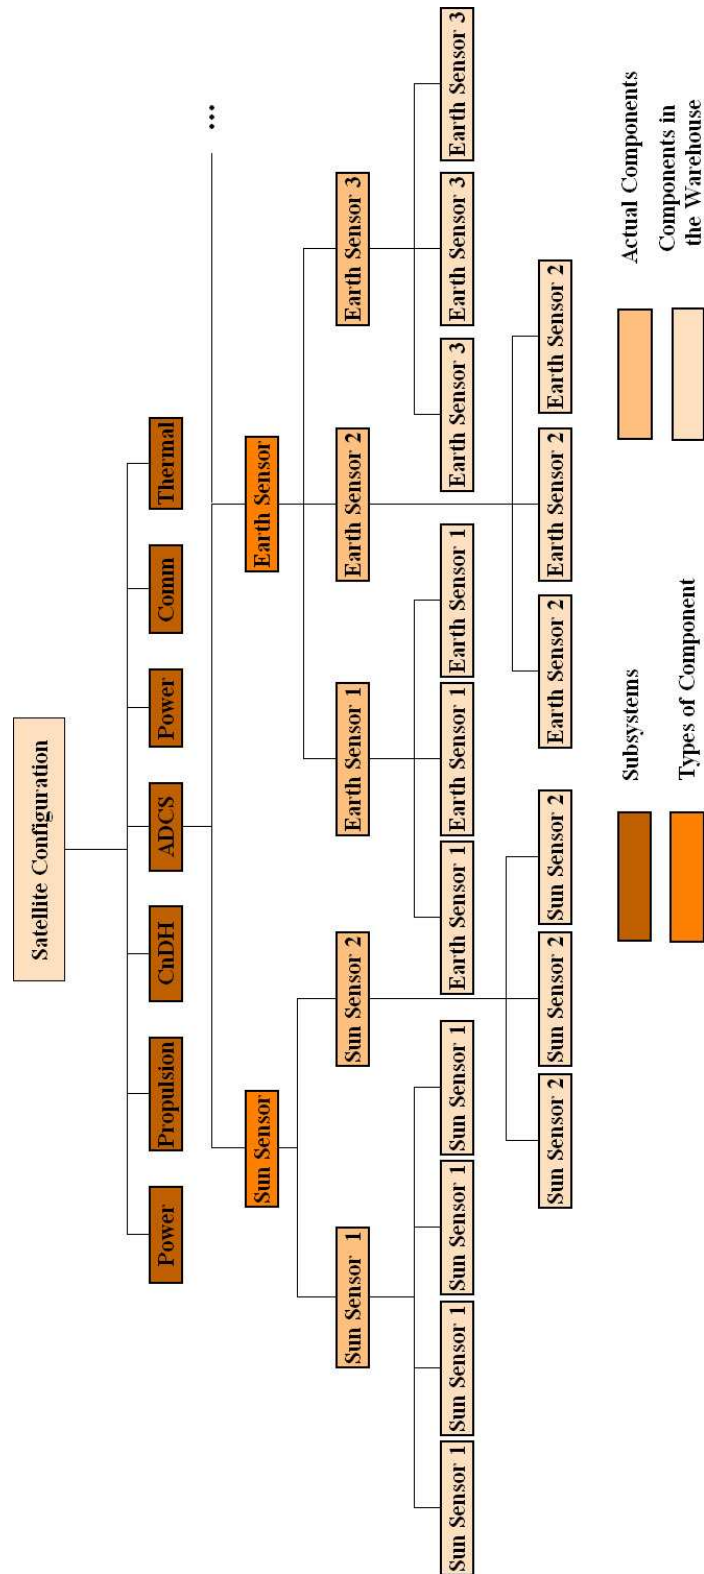 Satellite Configuration
Power
Propulsion
CnDH
ADCS
Power
Comm
Thermal
...
Sun Sensor
Earth Sensor
Sun Sensor 1
Sun Sensor 2
Earth Sensor 1
Earth Sensor 2
Earth Sensor 3
Sun Sensor 1
Sun Sensor 1
Sun Sensor 1
Sun Sensor 1
Earth Sensor 1
Earth Sensor 1
Earth Sensor 1
Earth Sensor 3
Earth Sensor 3
Earth Sensor 3
Sun Sensor 2
Sun Sensor 2
Sun Sensor 2
Earth Sensor 2
Earth Sensor 2
Earth Sensor 2
Subsystems
Actual Components
Types of Component
Components in
the Warehouse